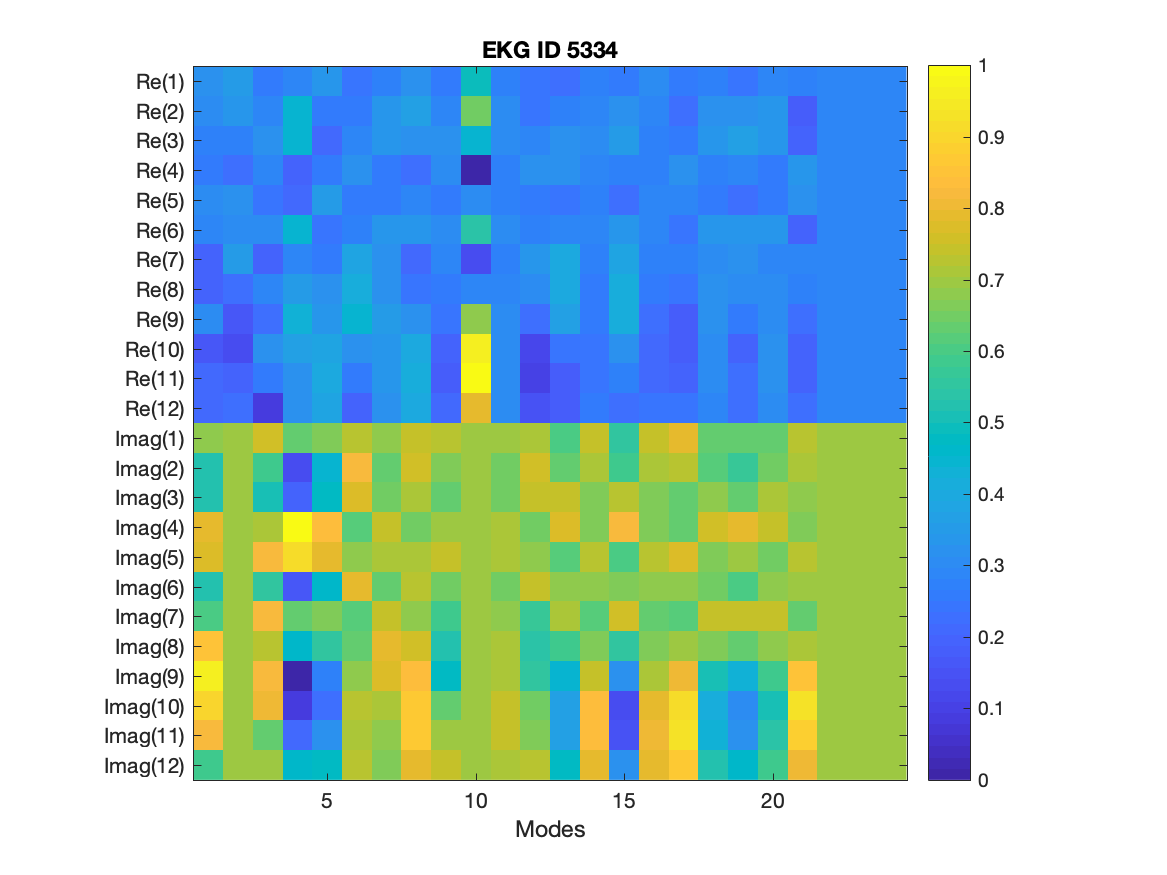 EKG ID 5334
Re(1)
Re(2)
Re(3)
Re(4)
Re(5)
Re(6)
Re(7)
Re(8)
Re(9)
Re(10)
Re(11)
Re(12)
Imag(1)
Imag(2)
Imag(3)
Imag(4)
Imag(5)
Imag(6)
Imag(7)
Imag(8)
Imag(9)
Imag(10)
Imag(11)
Imag(12)
5 10 15 20
Modes
1
0.9
0.8
0.7
0.6
0.5
0.4
0.3
0.2
0.1
0